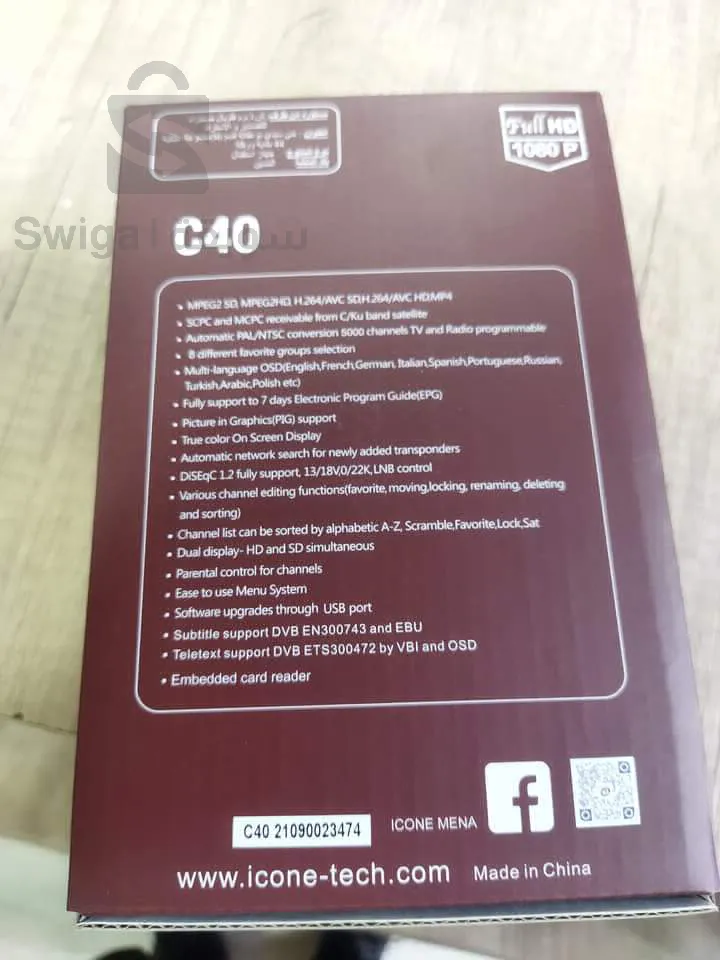 Full HD
1080 P
Swiqa سويقة
C40
MPEG2 SD, MPEG2HD, H.264/AVC SD,H.264/AVC HD,MP4
SCPC and MCPC receivable from C/Ku band satellite
Automatic PAL/NTSC conversion 5000 channels TV and Radio programmable
8 different favorite groups selection
Multi-language OSD(English,French,German, Italian,Spanish,Portuguese,Russian,
Turkish,Arabic,Polish etc)
Fully support to 7 days Electronic Program Guide(EPG)
Picture in Graphics(PIG) support
True color On Screen Display
Automatic network search for newly added transponders
DiSEqC 1.2 fully support, 13/18V,0/22K,LNB control
Various channel editing functions(favorite, moving,locking, renaming, deleting
and sorting)
Channel list can be sorted by alphabetic A-Z, Scramble,Favorite,Lock,Sat
Dual display- HD and SD simultaneous
Parental control for channels
Ease to use Menu System
Software upgrades through USB port
Subtitle support DVB EN300743 and EBU
Teletext support DVB ETS300472 by VBI and OSD
Embedded card reader
C40 21090023474
ICONE MENA
www.icone-tech.com
Made in China